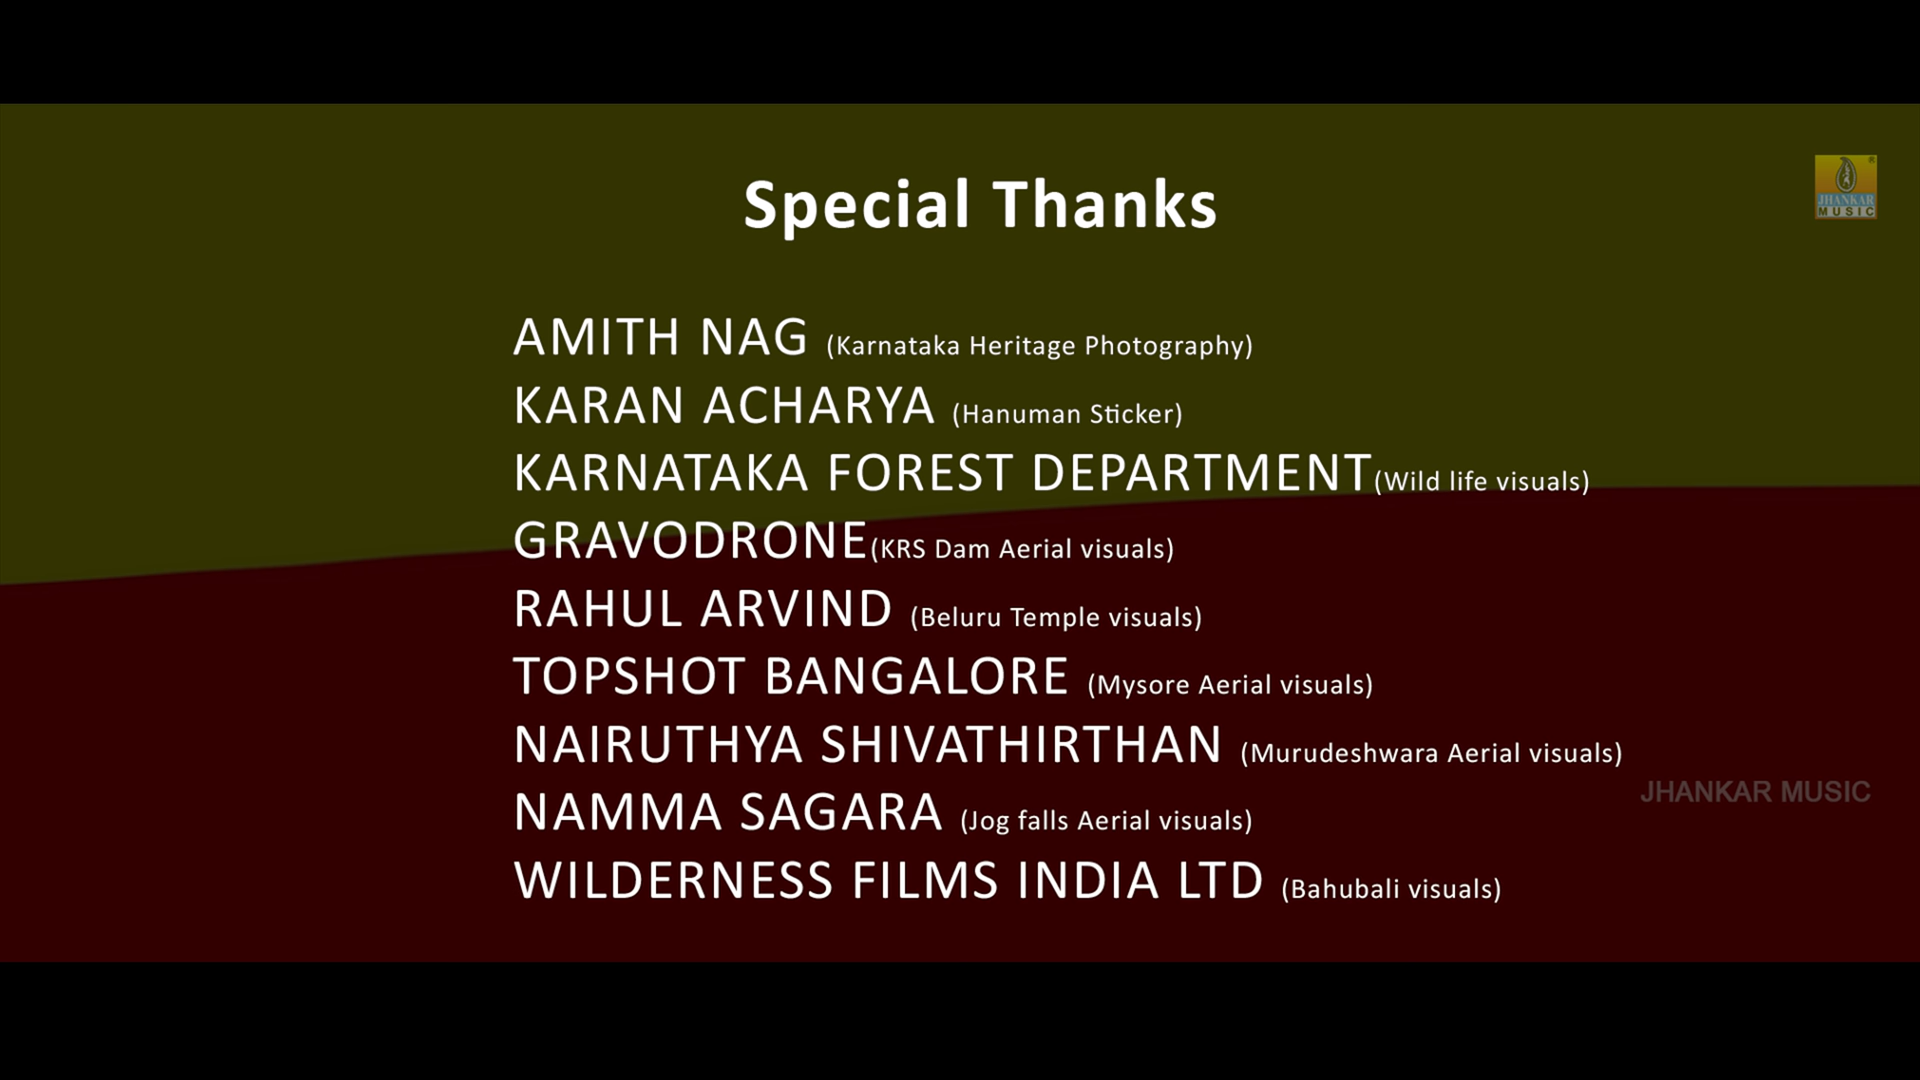 Special Thanks
JHANKAR
MUSIC
AMITH NAG (Karnataka Heritage Photography)
KARAN ACHARYA (Hanuman Sticker)
KARNATAKA FOREST DEPARTMENT(Wild life visuals)
GRAVODRONE(KRS Dam Aerial visuals)
RAHUL ARVIND (Beluru Temple visuals)
TOPSHOT BANGALORE (Mysore Aerial visuals)
NAIRUTHYA SHIVATHIRTHAN (Murudeshwara Aerial visuals)
JHANKAR MUSIC
NAMMA SAGARA (Jog falls Aerial visuals)
WILDERNESS FILMS INDIA LTD (Bahubali visuals)